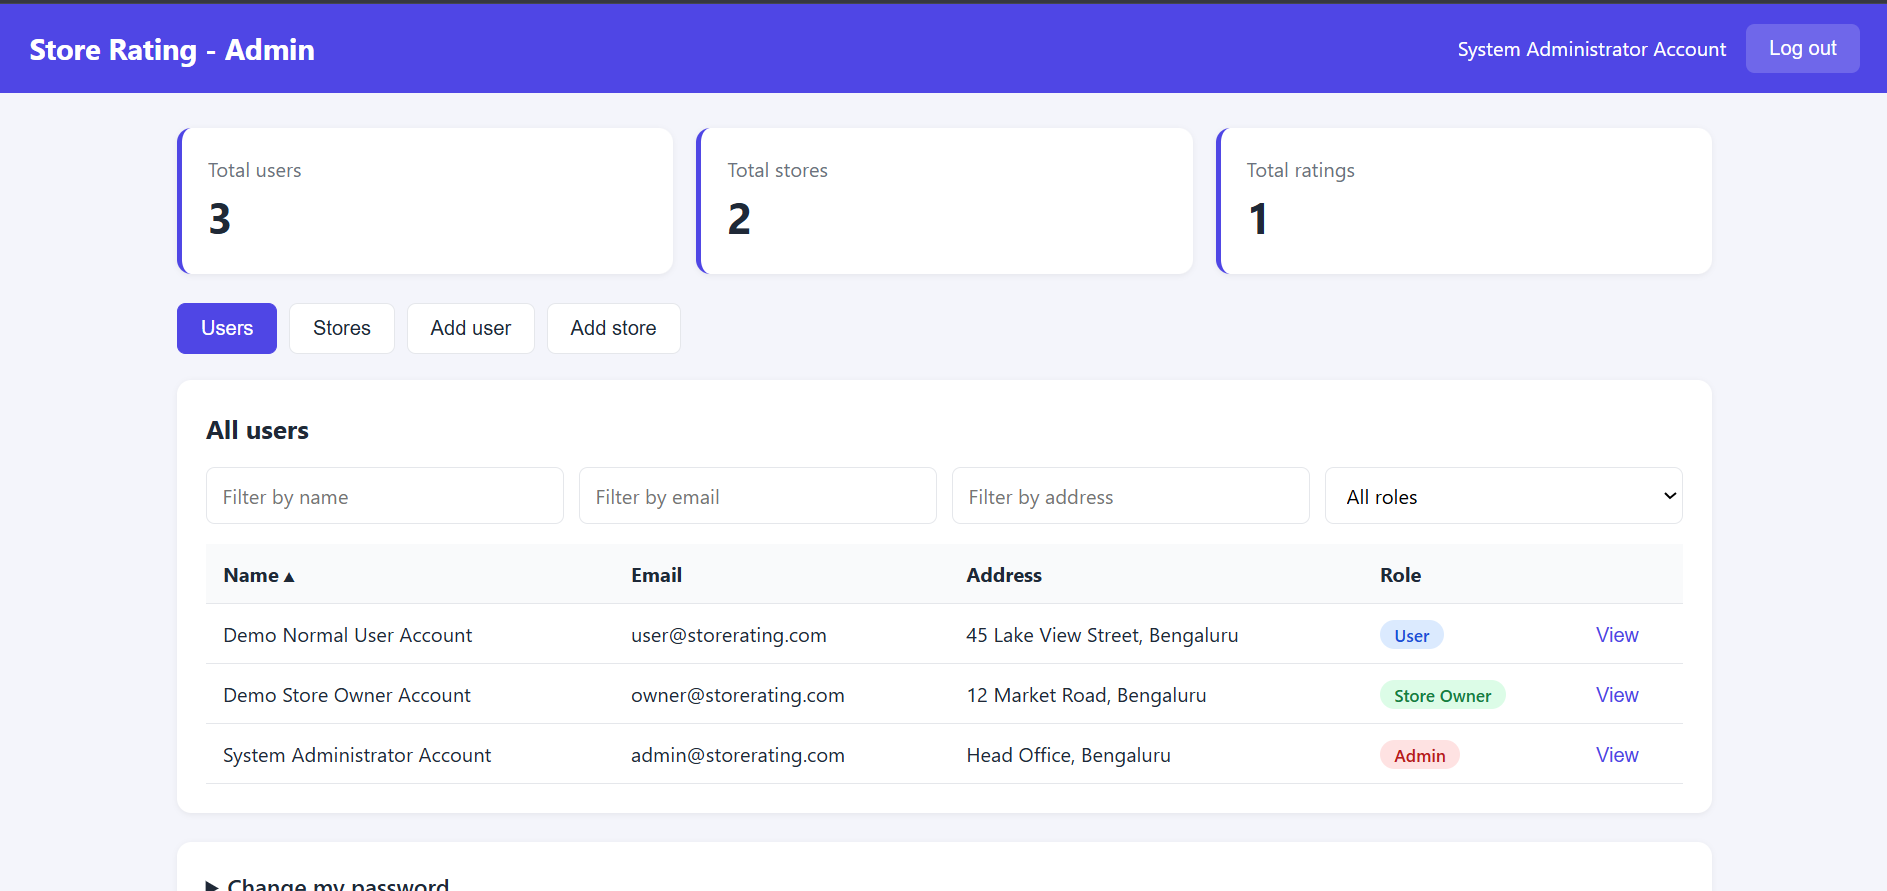 Store Rating - Admin
System Administrator Account
Log out
Total users
3
Total stores
2
Total ratings
1
Users
Stores
Add user
Add store
All users
Filter by name
Filter by email
Filter by address
All roles
Name ▲ Email Address Role
Demo Normal User Account user@storerating.com 45 Lake View Street, Bengaluru User View
Demo Store Owner Account owner@storerating.com 12 Market Road, Bengaluru Store Owner View
System Administrator Account admin@storerating.com Head Office, Bengaluru Admin View
▶ Change my password